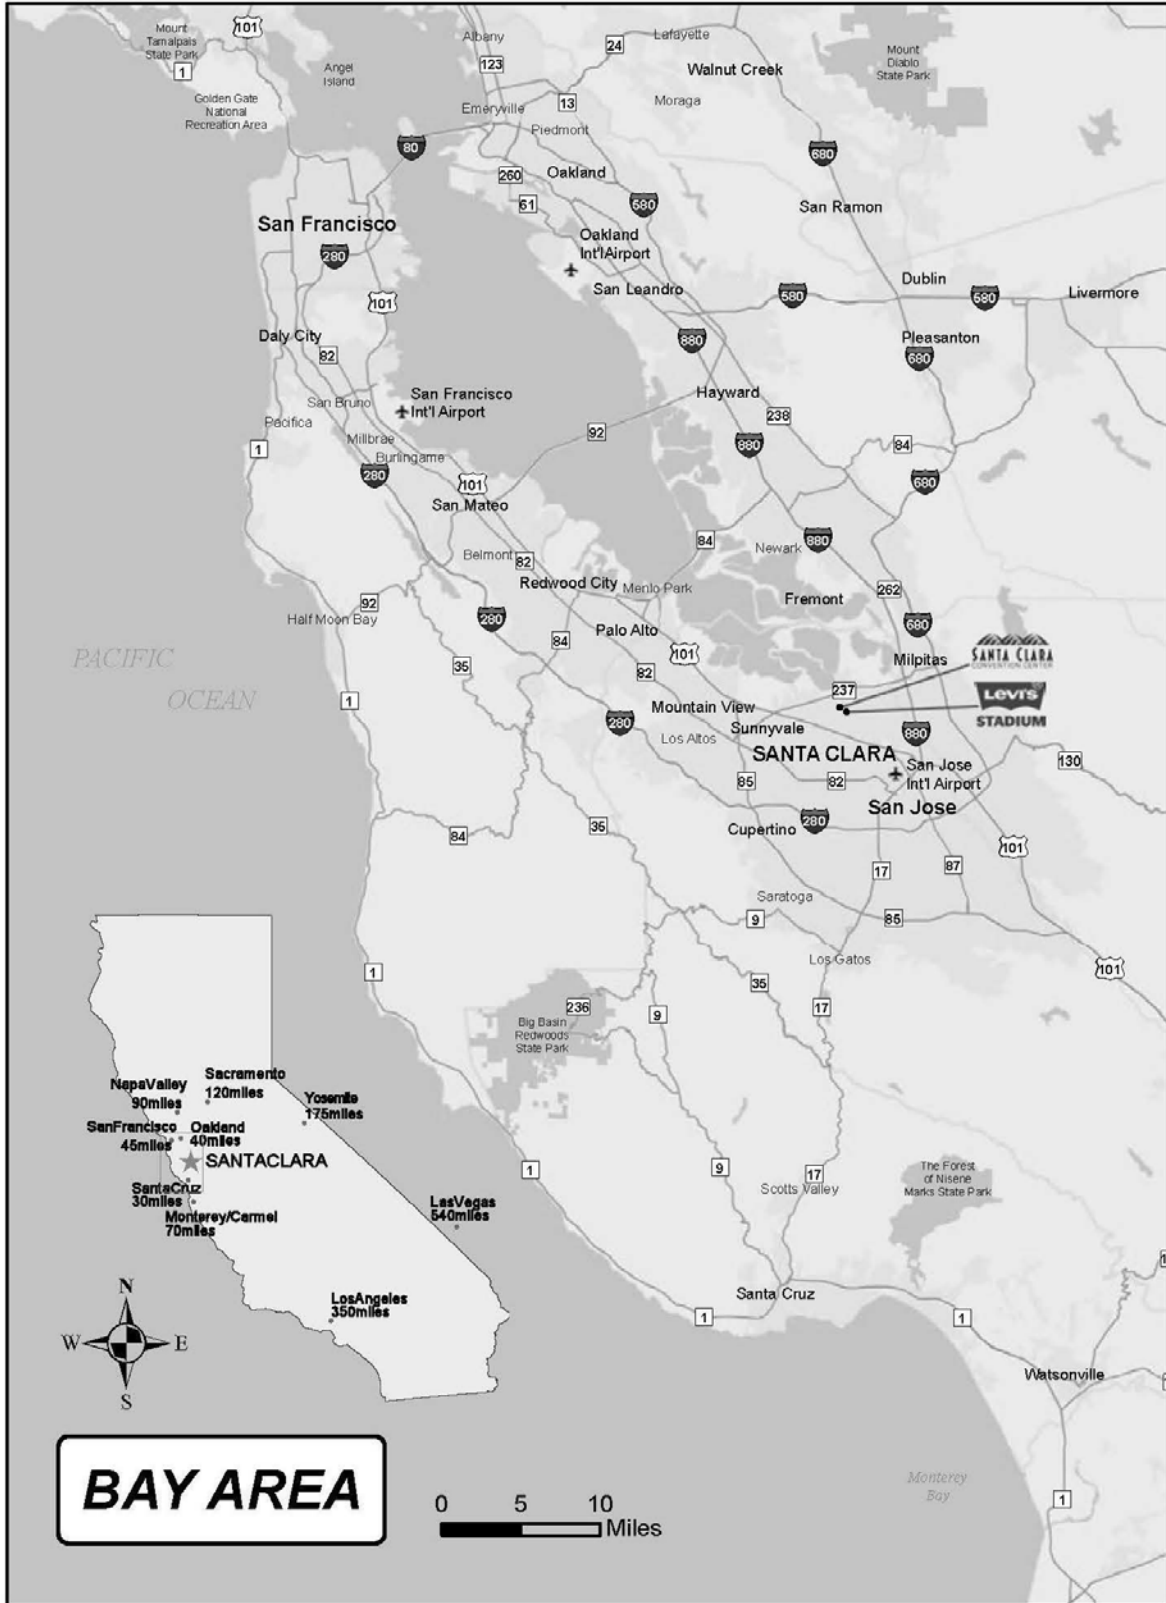 101
Mount
Tamalpais
State Park
1
Angel
Island
Golden Gate
National
Recreation Area
Albany
123
24
Lafayette
Walnut Creek
Mount
Diablo
State Park
Moraga
Emeryville
13
Piedmont
80
680
260
Oakland
61
580
San Ramon
San Francisco
280
Oakland
Int'l Airport
San Leandro
101
580
Dublin
580
Livermore
Daly City
82
880
Pleasanton
680
San Francisco
Int'l Airport
San Bruno
Pacifica
Hayward
238
1
Millbrae
Burlingame
92
880
84
280
101
680
San Mateo
Belmont
82
84
Newark
880
Redwood City
Menlo Park
Fremont
262
92
Half Moon Bay
280
84
Palo Alto
101
680
PACIFIC
OCEAN
35
82
Milpitas
SANTA CLARA
CONVENTION CENTER
237
LEVI'S
STADIUM
1
Mountain View
280
Los Altos
Sunnyvale
880
SANTA CLARA
San Jose
Int'l Airport
130
85
82
San Jose
84
35
Cupertino
280
101
17
87
Saratoga
9
85
Los Gatos
101
1
35
17
236
9
Big Basin
Redwoods
State Park
NapaValley
90miles
Sacramento
120miles
Yosemite
175miles
SanFrancisco
45miles
Oakland
40miles
SANTACLARA
SantaCruz
30miles
Monterey/Carmel
70miles
LasVegas
540miles
LosAngeles
350miles
1
9
17
Scotts Valley
The Forest
of Nisene
Marks State Park
Santa Cruz
1
1
Watsonville
N
W
E
S
BAY AREA
0 5 10
Miles
Monterey
Bay
1